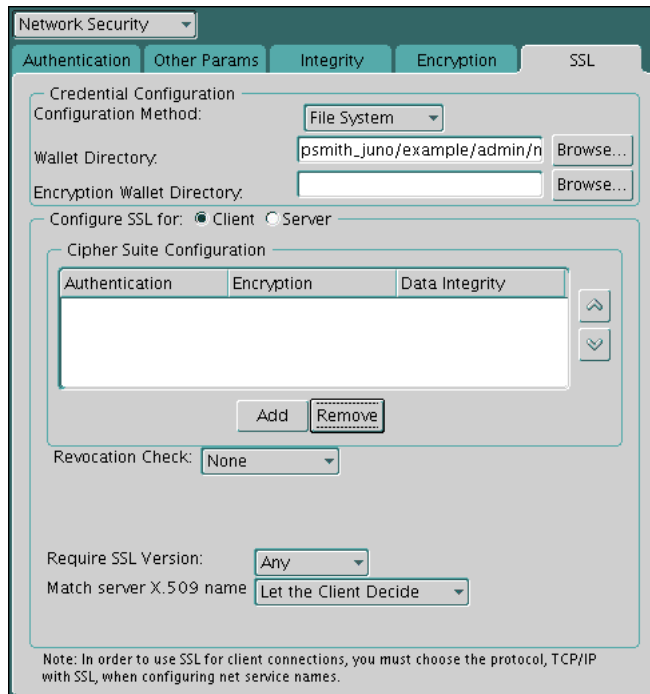 Network Security
Authentication Other Params Integrity Encryption SSL
Credential Configuration
Configuration Method: File System
Wallet Directory: psmith_juno/example/admin/n Browse...
Encryption Wallet Directory: Browse...
Configure SSL for: Client Server
Cipher Suite Configuration
Authentication Encryption Data Integrity
Add Remove
Revocation Check: None
Require SSL Version: Any
Match server X.509 name Let the Client Decide
Note: In order to use SSL for client connections, you must choose the protocol, TCP/IP
with SSL, when configuring net service names.